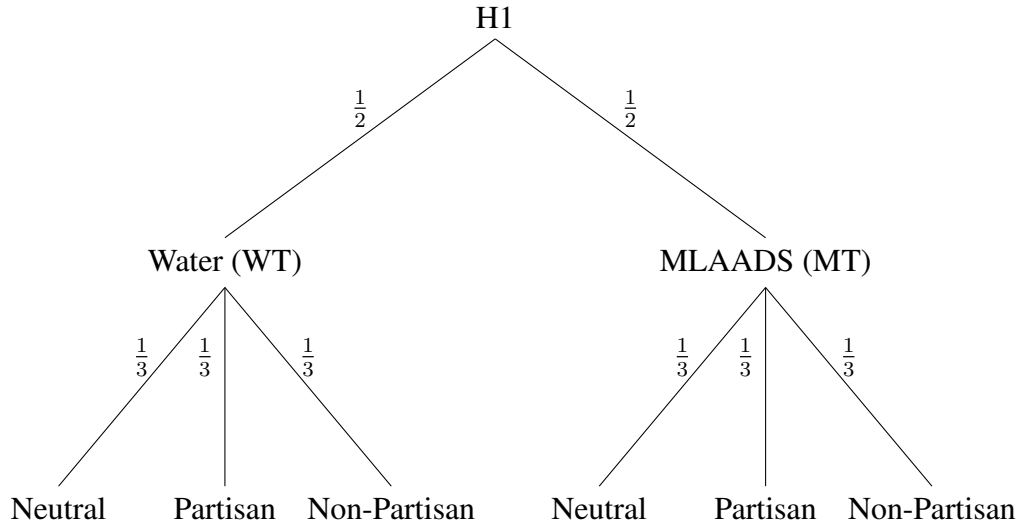 H1
1/2 1/2
Water (WT) MLAADS (MT)
1/3 1/3 1/3 1/3 1/3 1/3
Neutral Partisan Non-Partisan Neutral Partisan Non-Partisan